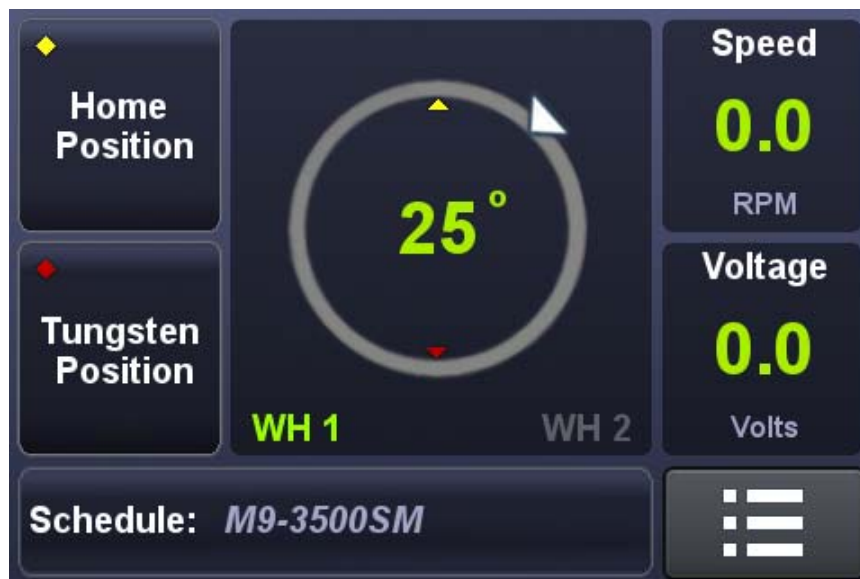 Home
Position
Tungsten
Position
25°
WH 1
WH 2
Speed
0.0
RPM
Voltage
0.0
Volts
Schedule: M9-3500SM